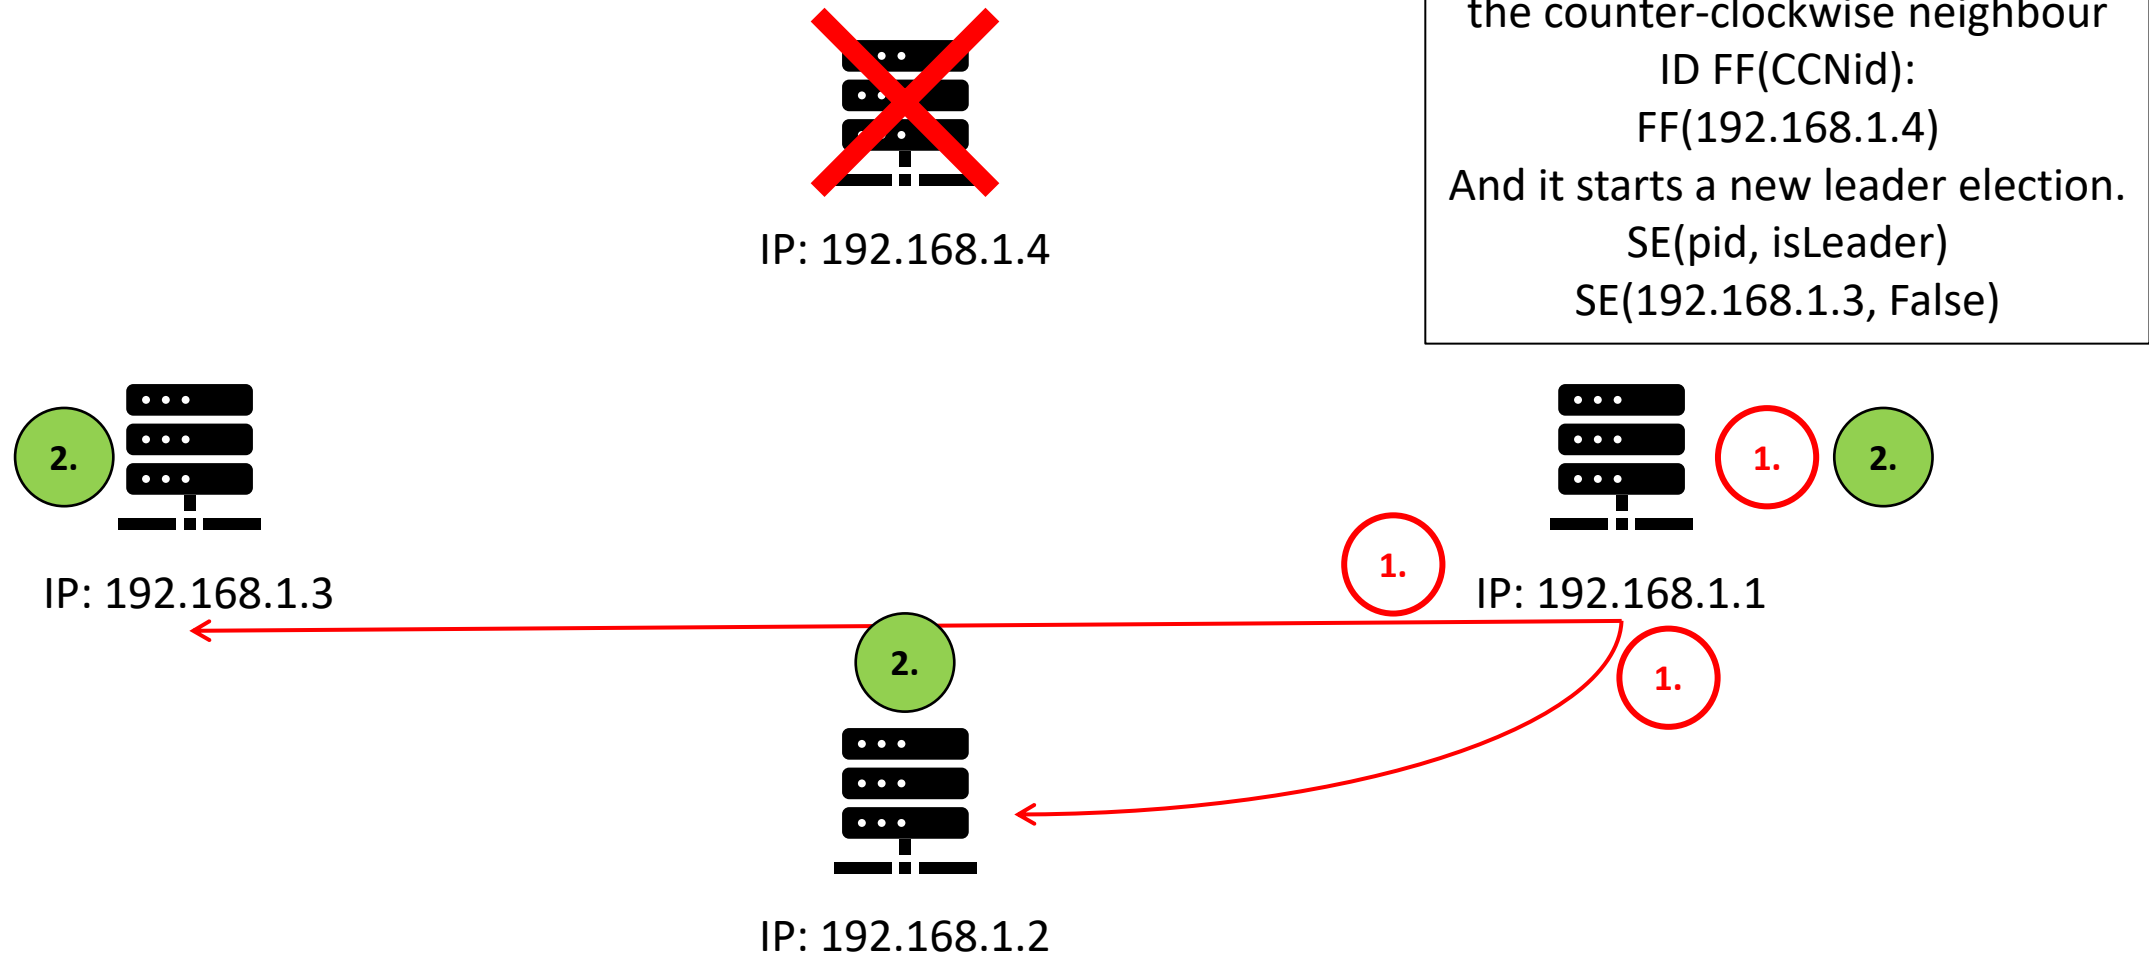 the counter-clockwise neighbour
ID FF(CCNid):
FF(192.168.1.4)
And it starts a new leader election.
SE(pid, isLeader)
SE(192.168.1.3, False)
IP: 192.168.1.4
2.
1.
2.
1.
IP: 192.168.1.3
IP: 192.168.1.1
2.
1.
IP: 192.168.1.2